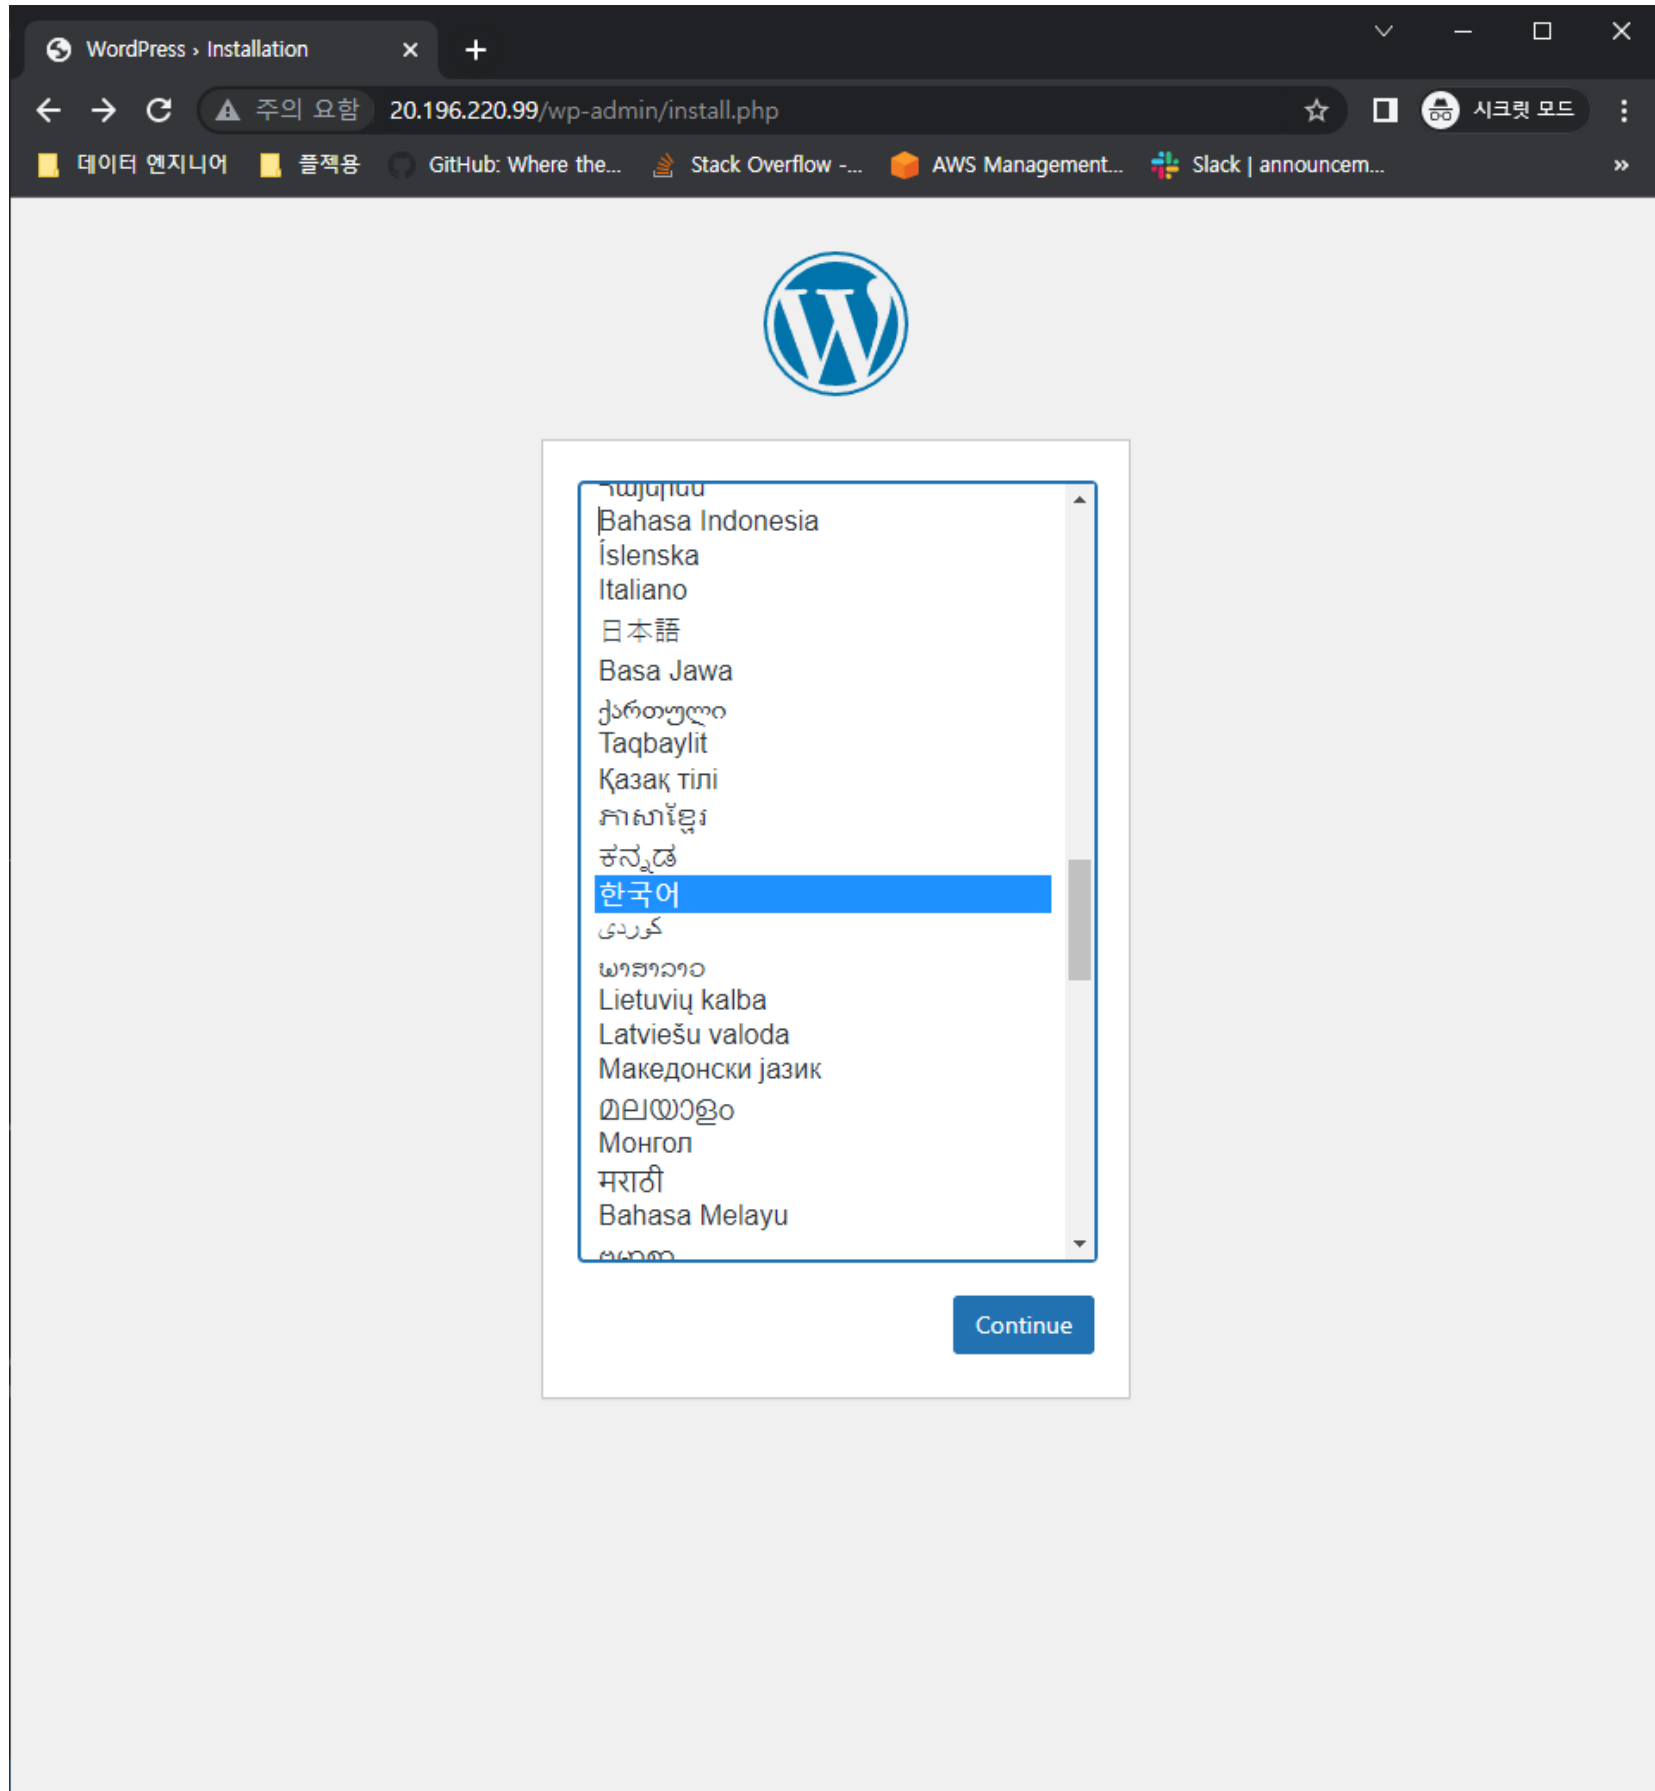 WordPress › Installation
주의 요함 20.196.220.99/wp-admin/install.php 시크릿 모드
데이터 엔지니어 플젝용 GitHub: Where the... Stack Overflow -... AWS Management... Slack | announcem... »
Հայերեն
Bahasa Indonesia
Íslenska
Italiano
日本語
Basa Jawa
ქართული
Taqbaylit
Қазақ тілі
ភាសាខ្មែរ
ಕನ್ನಡ
한국어
كوردی
ພາສາລາວ
Lietuvių kalba
Latviešu valoda
Македонски јазик
മലയാളം
Монгол
मराठी
Bahasa Melayu
Continue